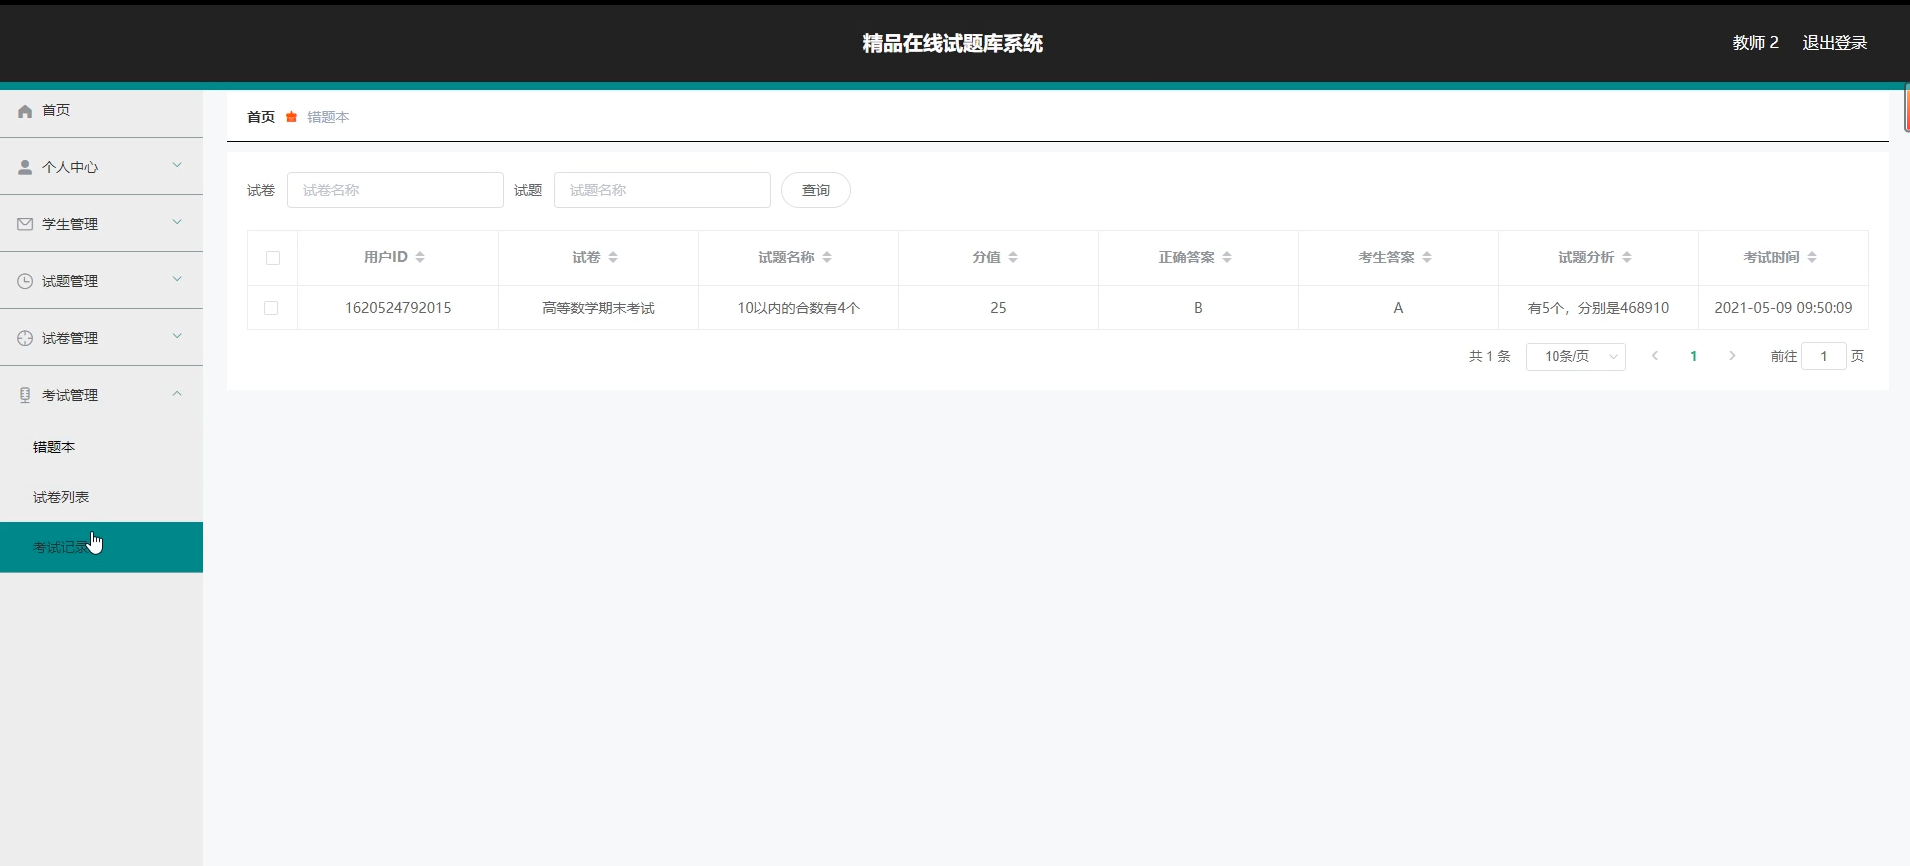 精品在线试题库系统
教师 2 退出登录
首页
个人中心
学生管理
试题管理
试卷管理
考试管理
错题本
试卷列表
考试记录
首页 错题本
试卷 试卷名称 试题 试题名称 查询
用户ID 试卷 试题名称 分值 正确答案 考生答案 试题分析 考试时间
1620524792015 高等数学期末考试 10以内的合数有4个 25 B A 有5个，分别是468910 2021-05-09 09:50:09
共 1 条 10条/页 1 前往 1 页